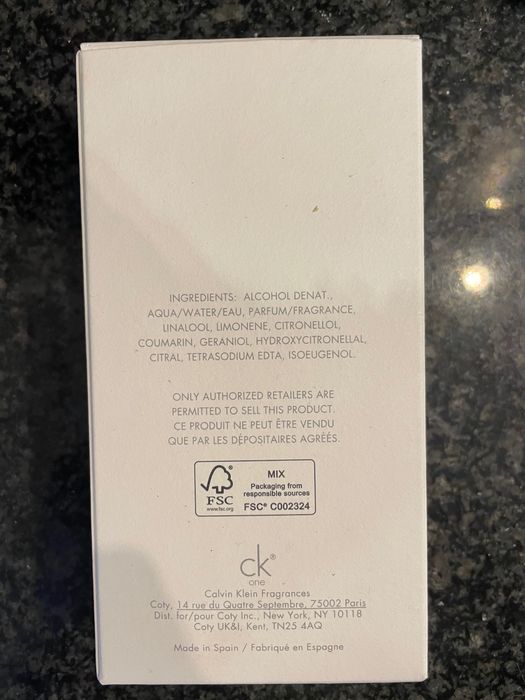 INGREDIENTS: ALCOHOL DENAT.,
AQUA/WATER/EAU, PARFUM/FRAGRANCE,
LINALOOL, LIMONENE, CITRONELLOL,
COUMARIN, GERANIOL, HYDROXYCITRONELLAL,
CITRAL, TETRASODIUM EDTA, ISOEUGENOL.
ONLY AUTHORIZED RETAILERS ARE
PERMITTED TO SELL THIS PRODUCT.
CE PRODUIT NE PEUT ÊTRE VENDU
QUE PAR LES DÉPOSITAIRES AGRÉÉS.
FSC®
www.fsc.org
MIX
Packaging from
responsible sources
FSC® C002324
ck®
one
Calvin Klein Fragrances
Coty, 14 rue du Quatre Septembre, 75002 Paris
Dist. for/pour Coty Inc., New York, NY 10118
Coty UK&I, Kent, TN25 4AQ
Made in Spain / Fabriqué en Espagne